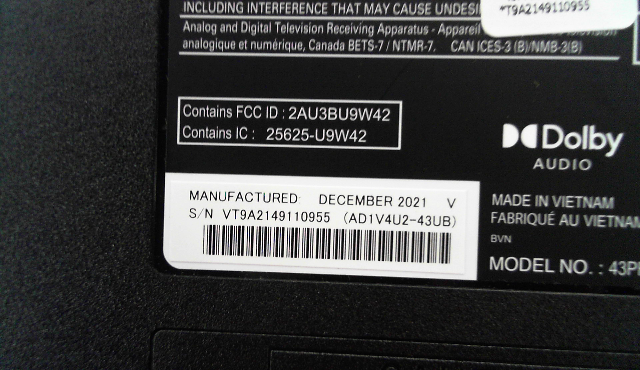 INCLUDING INTERFERENCE THAT MAY CAUSE
*T9A2149110955
Analog and Digital Television Receiving Apparatus - Appareil
analogique et numérique, Canada BETS-7 / NTMR-7. CAN ICES-3 (B)/NMB-3(B)
Contains FCC ID : 2AU3BU9W42
Contains IC : 25625-U9W42
Dolby
AUDIO
MANUFACTURED DECEMBER 2021 V
S/N VT9A2149110955 (AD1V4U2-43UB)
MADE IN VIETNAM
FABRIQUÉ AU VIETNAM
BVN
MODEL NO. :